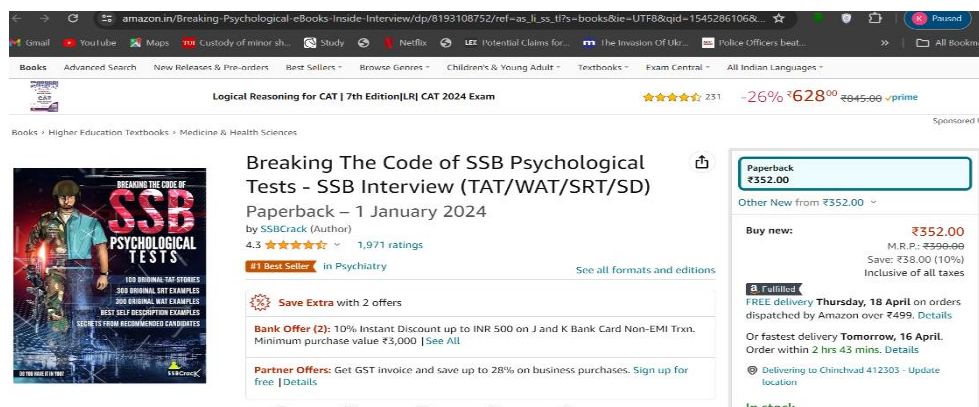 amazon.in/Breaking-Psychological-eBooks-Inside-Interview/dp/8193108752/ref=as_li_ss_tl?s=books&ie=UTF8&qid=1545286106&...
Paused
Gmail YouTube Maps Custody of minor sh... Study Netflix LEX Potential Claims for... The Invasion Of Ukr... Police Officers beat... » All Bookm
Books Advanced Search New Releases & Pre-orders Best Sellers Browse Genres Children's & Young Adult Textbooks Exam Central All Indian Languages
Logical Reasoning for CAT | 7th Edition|LR| CAT 2024 Exam 231 -26% ₹628⁰⁰ ₹845.00 prime
Sponsored
Books › Higher Education Textbooks › Medicine & Health Sciences
BREAKING THE CODE OF
SSB
PSYCHOLOGICAL
TESTS
100 ORIGINAL TAT STORIES
300 ORIGINAL SRT EXAMPLES
300 ORIGINAL WAT EXAMPLES
BEST SELF DESCRIPTION EXAMPLES
SECRETS FROM RECOMMENDED CANDIDATES
DO YOU HAVE IT IN YOU?
SSBCrack
Breaking The Code of SSB Psychological
Tests - SSB Interview (TAT/WAT/SRT/SD)
Paperback – 1 January 2024
by SSBCrack (Author)
4.3 1,971 ratings
#1 Best Seller in Psychiatry
See all formats and editions
Save Extra with 2 offers
Bank Offer (2): 10% Instant Discount up to INR 500 on J and K Bank Card Non-EMI Trxn.
Minimum purchase value ₹3,000 | See All
Partner Offers: Get GST invoice and save up to 28% on business purchases. Sign up for
free | Details
Paperback
₹352.00
Other New from ₹352.00
Buy new: ₹352.00
M.R.P.: ₹390.00
Save: ₹38.00 (10%)
Inclusive of all taxes
a Fulfilled
FREE delivery Thursday, 18 April on orders
dispatched by Amazon over ₹499. Details
Or fastest delivery Tomorrow, 16 April.
Order within 2 hrs 43 mins. Details
Delivering to Chinchvad 412303 - Update
location
In stock